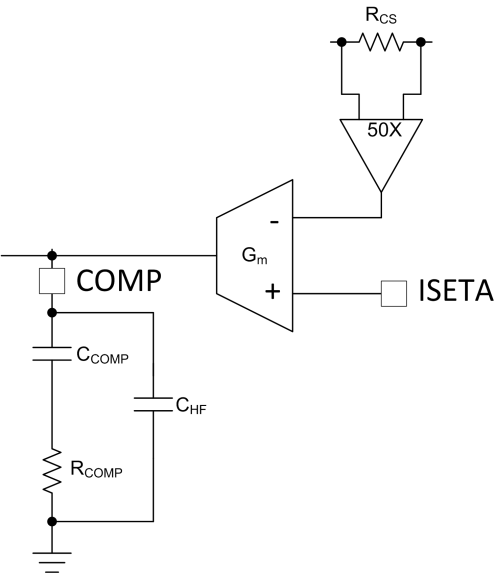 RCS
50X
-
Gm
+
COMP
ISETA
CCOMP
CHF
RCOMP